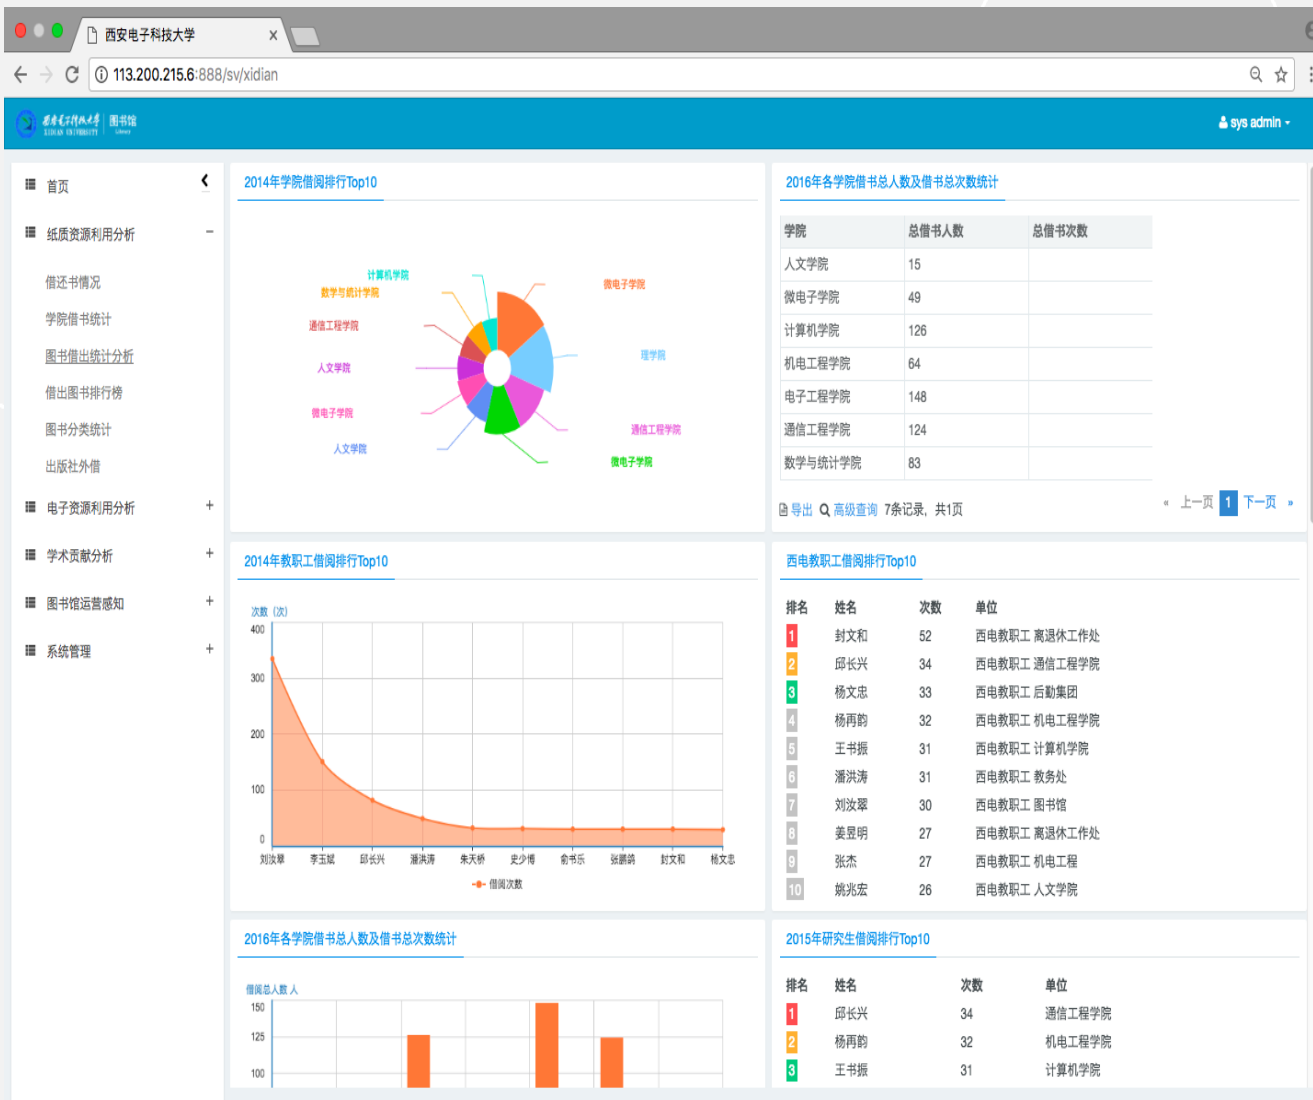 西安电子科技大学
113.200.215.6:888/sv/xidian
西安电子科技大学 图书馆
XIDIAN UNIVERSITY Library
sys admin
首页
纸质资源利用分析
借还书情况
学院借书统计
图书借出统计分析
借出图书排行榜
图书分类统计
出版社外借
电子资源利用分析
学术贡献分析
图书馆运营感知
系统管理
2014年学院借阅排行Top10
计算机学院
数学与统计学院
通信工程学院
人文学院
微电子学院
人文学院
微电子学院
理学院
通信工程学院
微电子学院
2016年各学院借书总人数及借书总次数统计
学院 总借书人数 总借书次数
人文学院 15
微电子学院 49
计算机学院 126
机电工程学院 64
电子工程学院 148
通信工程学院 124
数学与统计学院 83
导出 高级查询 7条记录, 共1页
« 上一页 1 下一页 »
2014年教职工借阅排行Top10
次数 (次)
400
300
200
100
0
刘汝翠 李玉斌 邱长兴 潘洪涛 朱天桥 史少博 俞书乐 张鹏鸽 封文和 杨文忠
借阅次数
西电教职工借阅排行Top10
排名 姓名 次数 单位
1 封文和 52 西电教职工 离退休工作处
2 邱长兴 34 西电教职工 通信工程学院
3 杨文忠 33 西电教职工 后勤集团
4 杨再韵 32 西电教职工 机电工程学院
5 王书振 31 西电教职工 计算机学院
6 潘洪涛 31 西电教职工 教务处
7 刘汝翠 30 西电教职工 图书馆
8 姜昱明 27 西电教职工 离退休工作处
9 张杰 27 西电教职工 机电工程
10 姚兆宏 26 西电教职工 人文学院
2016年各学院借书总人数及借书总次数统计
借阅总人数 人
150
125
100
2015年研究生借阅排行Top10
排名 姓名 次数 单位
1 邱长兴 34 通信工程学院
2 杨再韵 32 机电工程学院
3 王书振 31 计算机学院